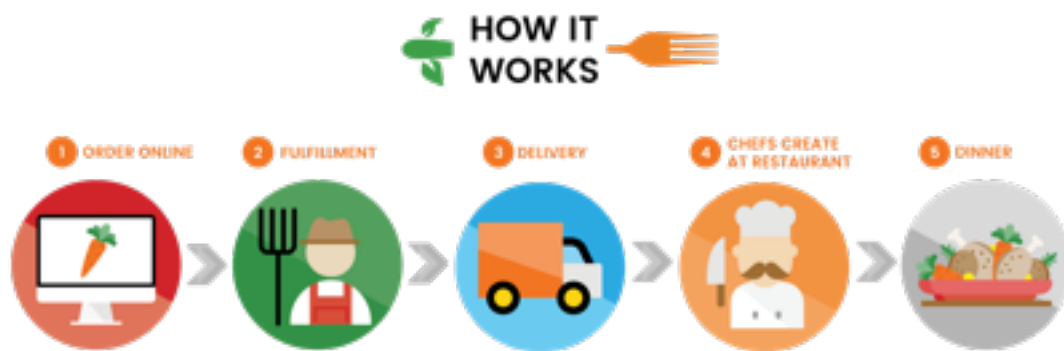 HOW IT
WORKS
1 ORDER ONLINE
2 FULFILLMENT
3 DELIVERY
4 CHEFS CREATE
AT RESTAURANT
5 DINNER